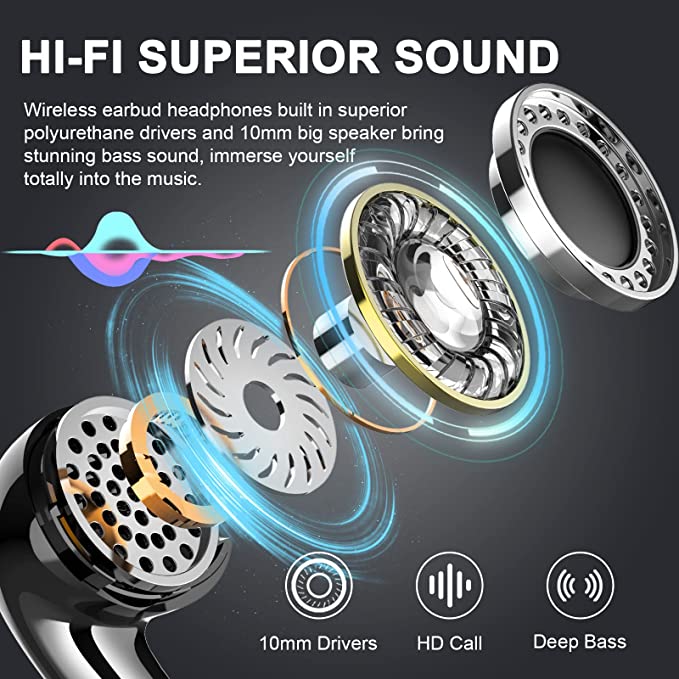 HI-FI SUPERIOR SOUND
Wireless earbud headphones built in superior
polyurethane drivers and 10mm big speaker bring
stunning bass sound, immerse yourself
totally into the music.
10mm Drivers
HD Call
Deep Bass